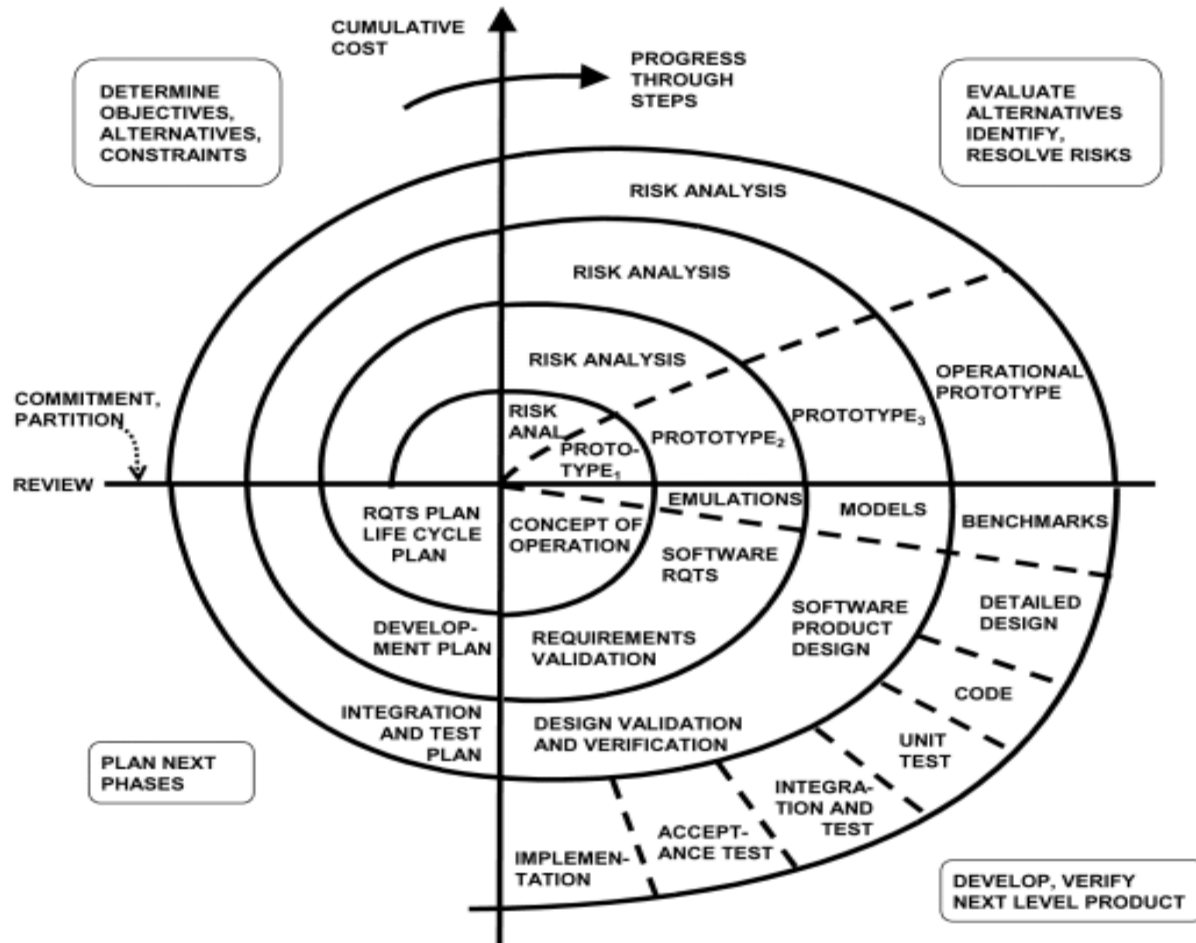 CUMULATIVE
COST
PROGRESS
THROUGH
STEPS
DETERMINE
OBJECTIVES,
ALTERNATIVES,
CONSTRAINTS
EVALUATE
ALTERNATIVES
IDENTIFY,
RESOLVE RISKS
RISK ANALYSIS
RISK ANALYSIS
RISK ANALYSIS
RISK
ANAL.
PROTO-
TYPE1
PROTOTYPE2
PROTOTYPE3
OPERATIONAL
PROTOTYPE
COMMITMENT,
PARTITION
REVIEW
EMULATIONS
MODELS
BENCHMARKS
RQTS PLAN
LIFE CYCLE
PLAN
CONCEPT OF
OPERATION
SOFTWARE
RQTS
SOFTWARE
PRODUCT
DESIGN
DETAILED
DESIGN
DEVELOP-
MENT PLAN
REQUIREMENTS
VALIDATION
CODE
INTEGRATION
AND TEST
PLAN
DESIGN VALIDATION
AND VERIFICATION
UNIT
TEST
PLAN NEXT
PHASES
INTEGRA-
TION AND
TEST
ACCEPT-
ANCE TEST
IMPLEMEN-
TATION
DEVELOP, VERIFY
NEXT LEVEL PRODUCT